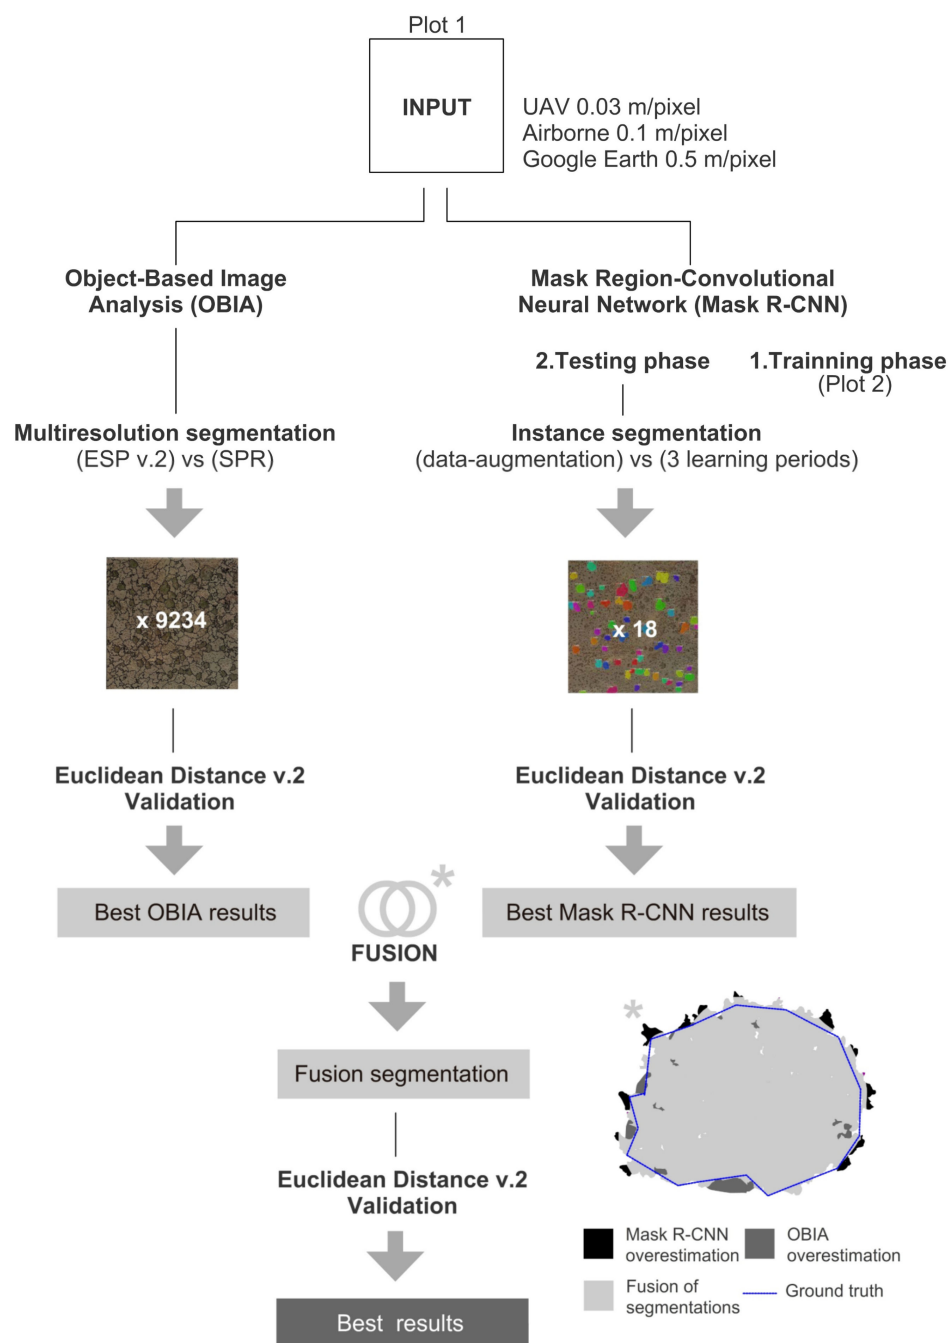 Plot 1
INPUT
UAV 0.03 m/pixel
Airborne 0.1 m/pixel
Google Earth 0.5 m/pixel
Object-Based Image
Analysis (OBIA)
Mask Region-Convolutional
Neural Network (Mask R-CNN)
2.Testing phase
1.Trainning phase
(Plot 2)
Multiresolution segmentation
(ESP v.2) vs (SPR)
Instance segmentation
(data-augmentation) vs (3 learning periods)
x 9234
x 18
Euclidean Distance v.2
Validation
Euclidean Distance v.2
Validation
Best OBIA results
*
FUSION
Best Mask R-CNN results
*
Fusion segmentation
Euclidean Distance v.2
Validation
Best results
Mask R-CNN
overestimation
OBIA
overestimation
Fusion of
segmentations
Ground truth